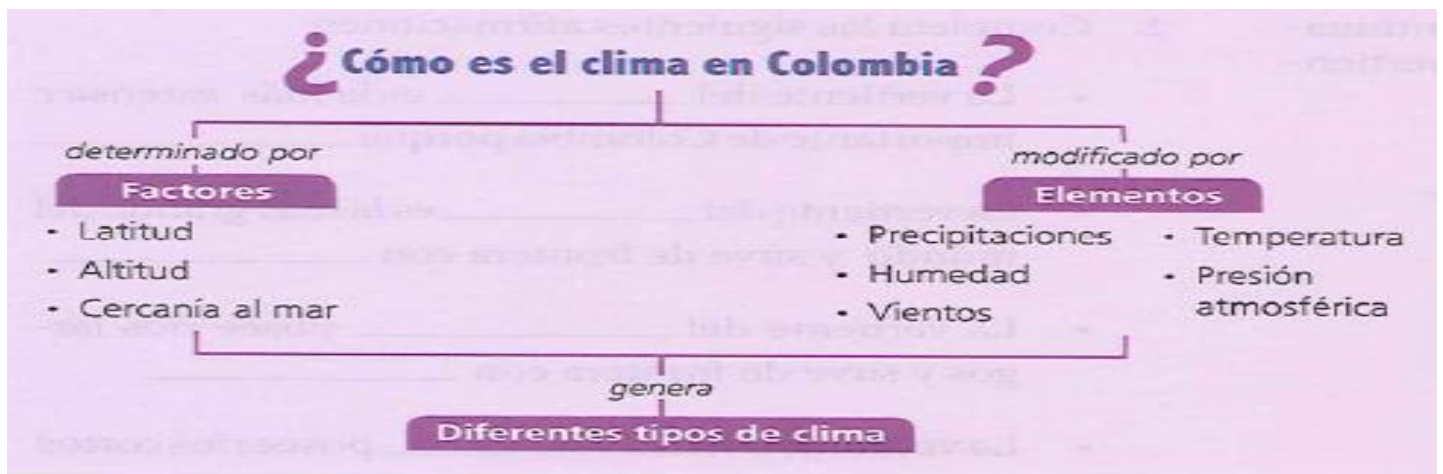 ¿Cómo es el clima en Colombia?
determinado por
Factores
• Latitud
• Altitud
• Cercanía al mar
modificado por
Elementos
• Precipitaciones
• Humedad
• Vientos
• Temperatura
• Presión
atmosférica
genera
Diferentes tipos de clima